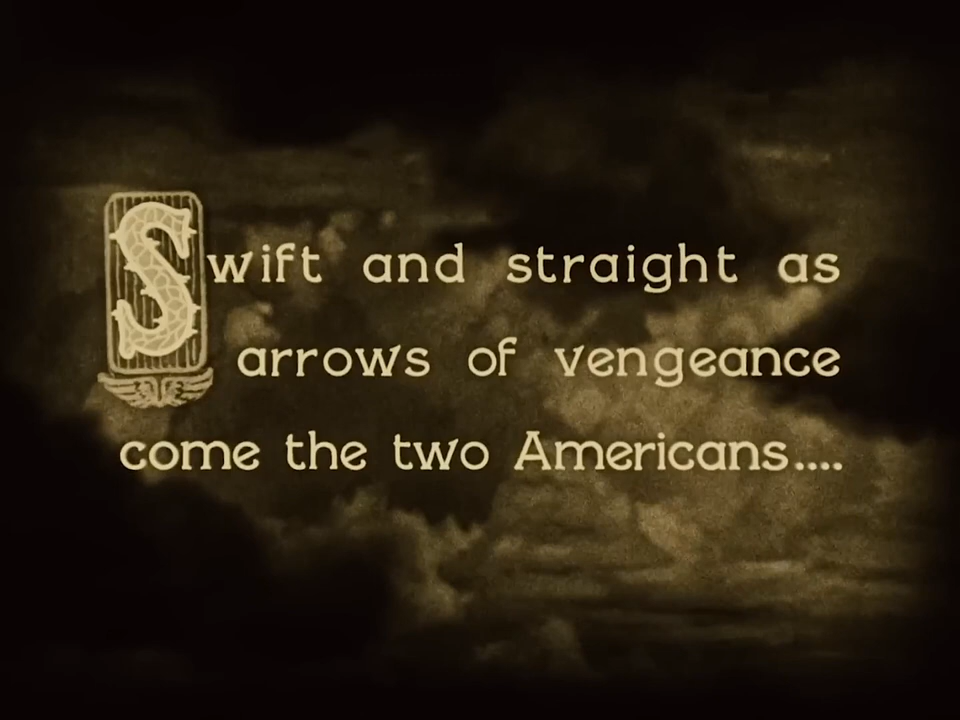 Swift and straight as
arrows of vengeance
come the two Americans....